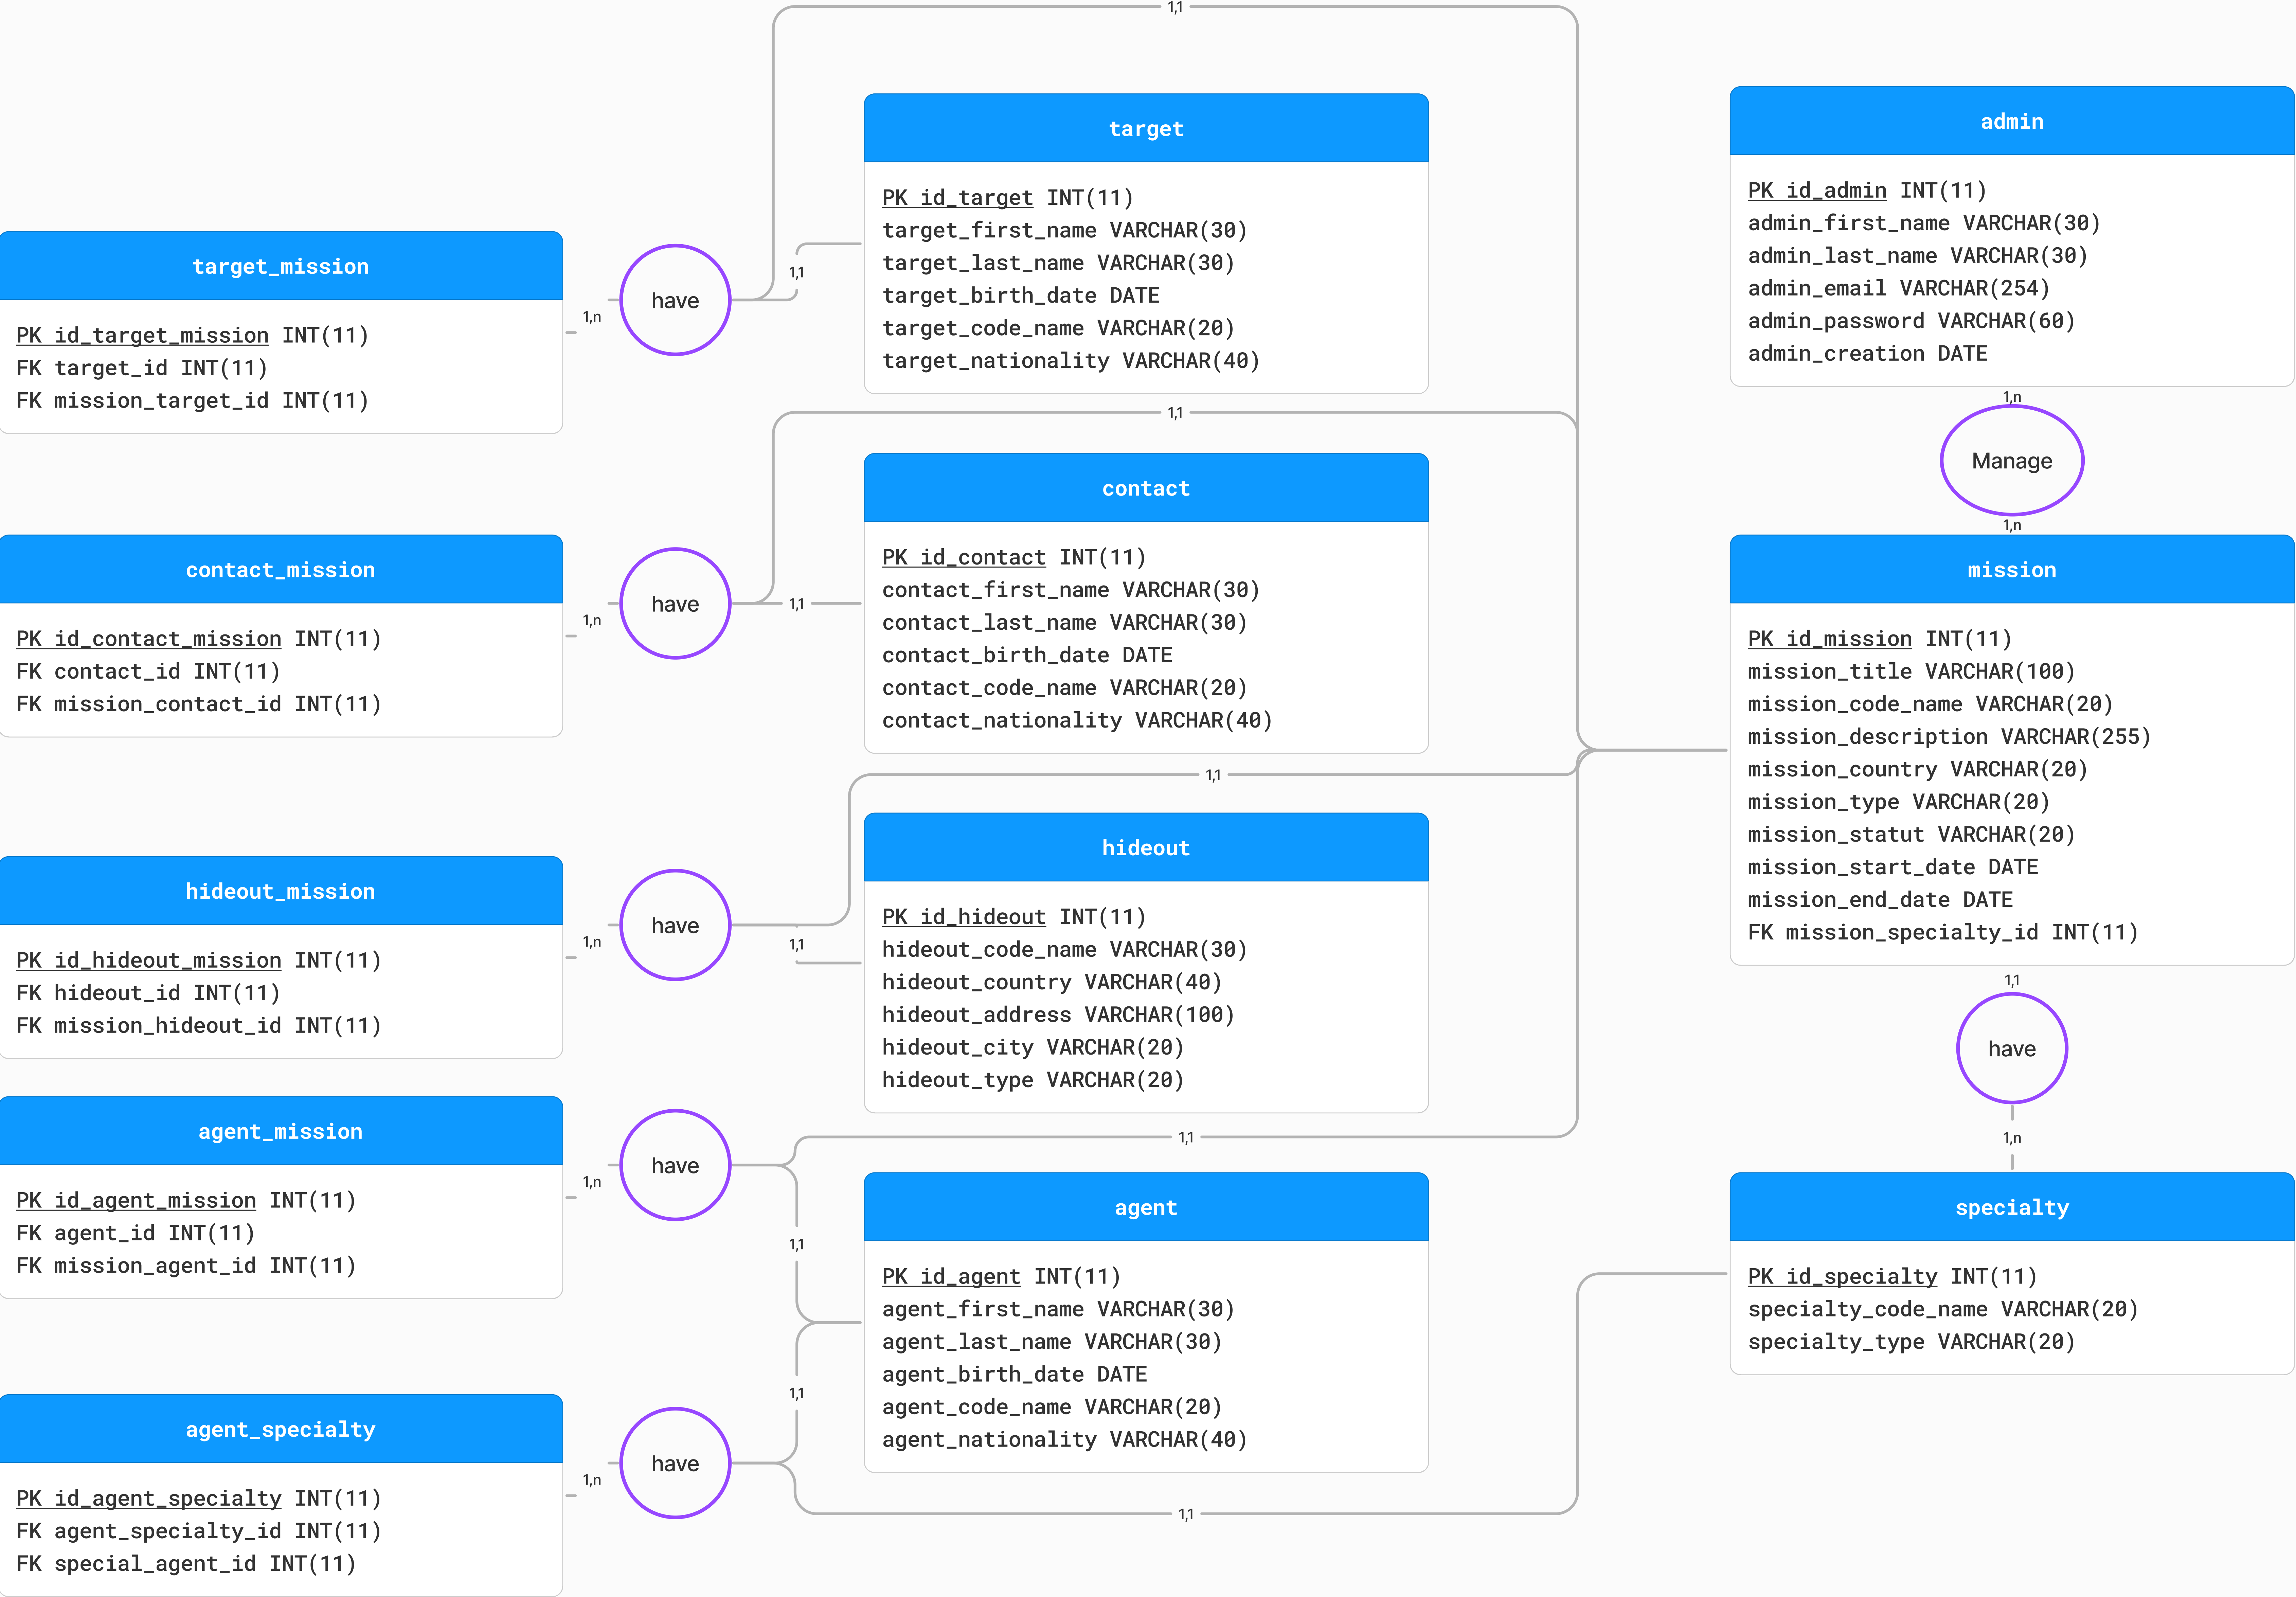 1,1
target
PK id_target INT(11)
target_first_name VARCHAR(30)
target_last_name VARCHAR(30)
target_birth_date DATE
target_code_name VARCHAR(20)
target_nationality VARCHAR(40)
admin
PK id_admin INT(11)
admin_first_name VARCHAR(30)
admin_last_name VARCHAR(30)
admin_email VARCHAR(254)
admin_password VARCHAR(60)
admin_creation DATE
target_mission
PK id_target_mission INT(11)
FK target_id INT(11)
FK mission_target_id INT(11)
1,n
have
1,1
1,n
Manage
1,n
1,1
contact
PK id_contact INT(11)
contact_first_name VARCHAR(30)
contact_last_name VARCHAR(30)
contact_birth_date DATE
contact_code_name VARCHAR(20)
contact_nationality VARCHAR(40)
contact_mission
PK id_contact_mission INT(11)
FK contact_id INT(11)
FK mission_contact_id INT(11)
1,n
have
1,1
mission
PK id_mission INT(11)
mission_title VARCHAR(100)
mission_code_name VARCHAR(20)
mission_description VARCHAR(255)
mission_country VARCHAR(20)
mission_type VARCHAR(20)
mission_statut VARCHAR(20)
mission_start_date DATE
mission_end_date DATE
FK mission_specialty_id INT(11)
1,1
hideout
PK id_hideout INT(11)
hideout_code_name VARCHAR(30)
hideout_country VARCHAR(40)
hideout_address VARCHAR(100)
hideout_city VARCHAR(20)
hideout_type VARCHAR(20)
hideout_mission
PK id_hideout_mission INT(11)
FK hideout_id INT(11)
FK mission_hideout_id INT(11)
1,n
have
1,1
1,1
have
1,n
agent_mission
PK id_agent_mission INT(11)
FK agent_id INT(11)
FK mission_agent_id INT(11)
1,n
have
1,1
1,1
agent
PK id_agent INT(11)
agent_first_name VARCHAR(30)
agent_last_name VARCHAR(30)
agent_birth_date DATE
agent_code_name VARCHAR(20)
agent_nationality VARCHAR(40)
specialty
PK id_specialty INT(11)
specialty_code_name VARCHAR(20)
specialty_type VARCHAR(20)
agent_specialty
PK id_agent_specialty INT(11)
FK agent_specialty_id INT(11)
FK special_agent_id INT(11)
1,n
have
1,1
1,1